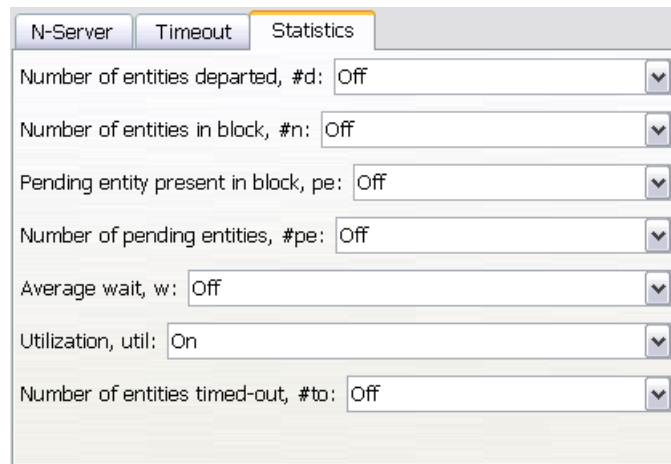 N-Server Timeout Statistics
Number of entities departed, #d: Off
Number of entities in block, #n: Off
Pending entity present in block, pe: Off
Number of pending entities, #pe: Off
Average wait, w: Off
Utilization, util: On
Number of entities timed-out, #to: Off